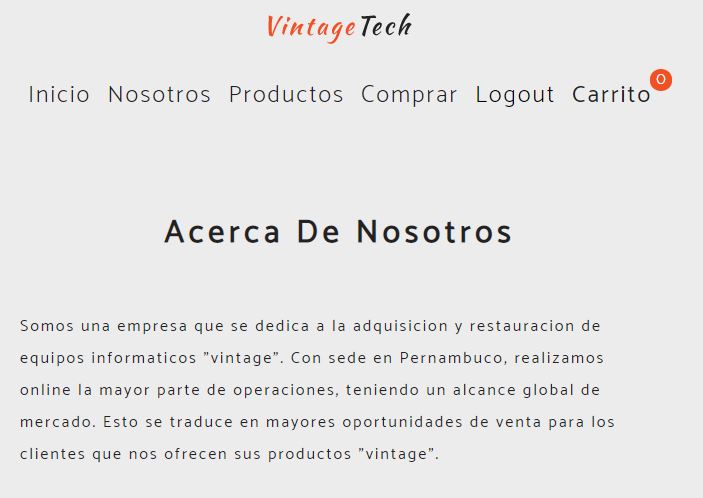 VintageTech
Inicio Nosotros Productos Comprar Logout Carrito 0
Acerca De Nosotros
Somos una empresa que se dedica a la adquisicion y restauracion de
equipos informaticos "vintage". Con sede en Pernambuco, realizamos
online la mayor parte de operaciones, teniendo un alcance global de
mercado. Esto se traduce en mayores oportunidades de venta para los
clientes que nos ofrecen sus productos "vintage".